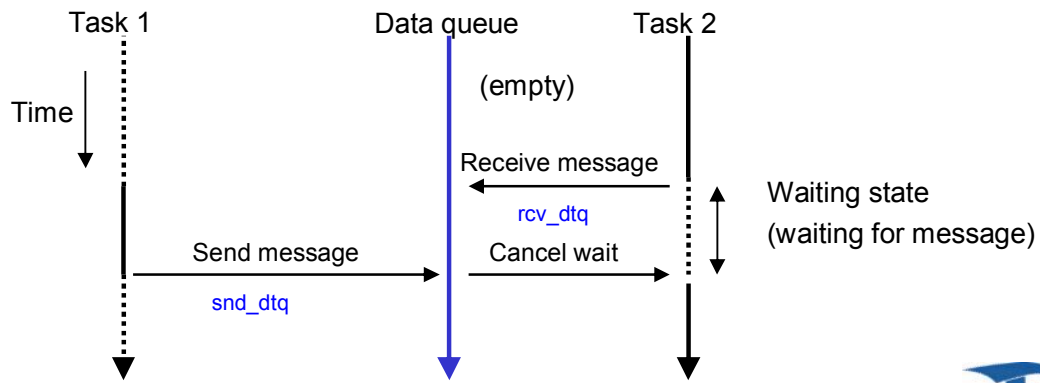 Task 1
Data queue
Task 2
Time
(empty)
Receive message
rcv_dtq
Waiting state
(waiting for message)
Send message
Cancel wait
snd_dtq